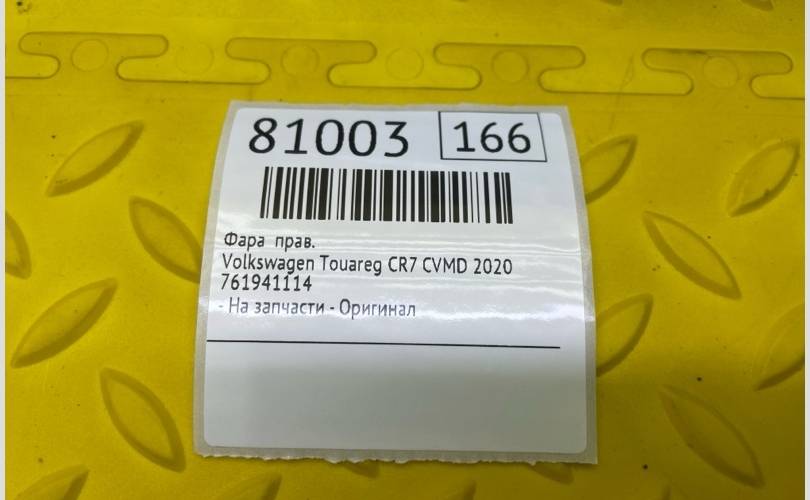 81003 166
Фара прав.
Volkswagen Touareg CR7 CVMD 2020
761941114
- На запчасти - Оригинал